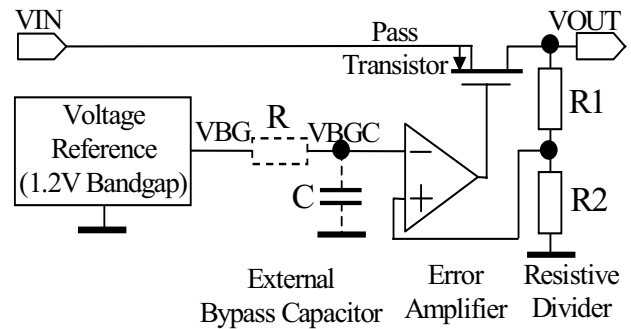 VIN
Pass
Transistor
VOUT
R1
Voltage
Reference
(1.2V Bandgap)
VBG
R
VBGC
C
−
+
R2
External
Bypass Capacitor
Error
Amplifier
Resistive
Divider